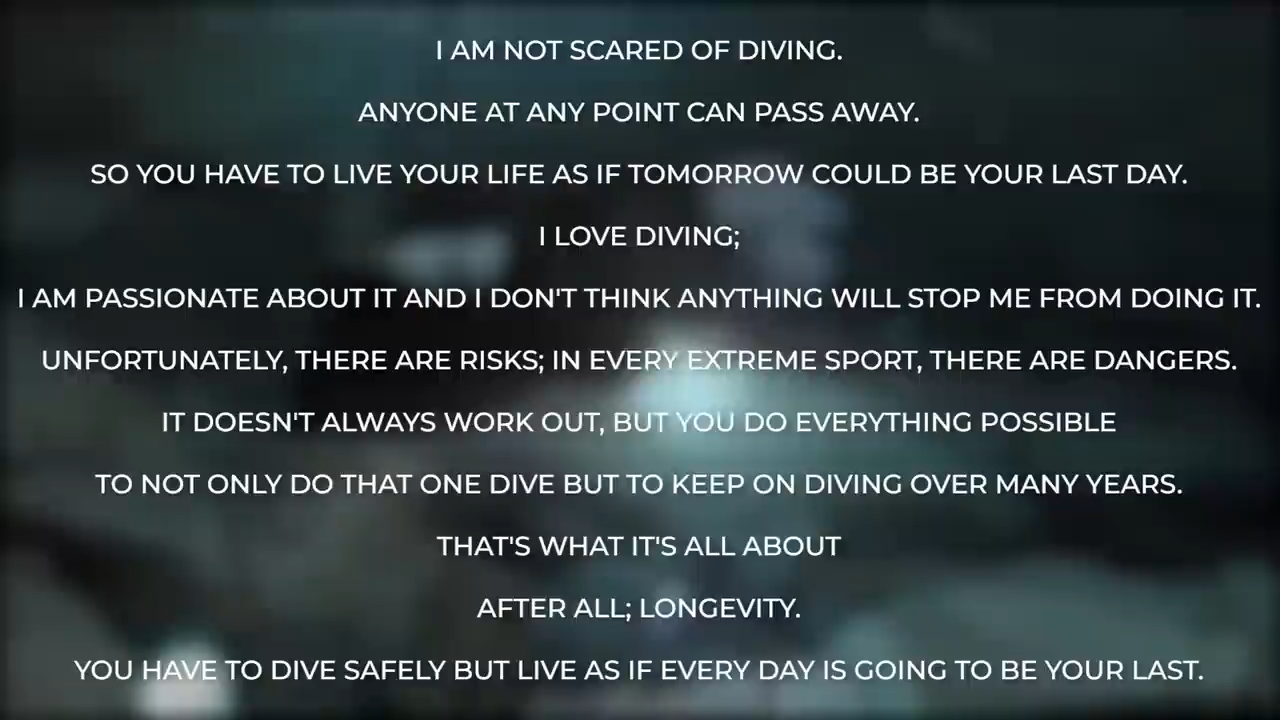 I AM NOT SCARED OF DIVING.
ANYONE AT ANY POINT CAN PASS AWAY.
SO YOU HAVE TO LIVE YOUR LIFE AS IF TOMORROW COULD BE YOUR LAST DAY.
I LOVE DIVING;
I AM PASSIONATE ABOUT IT AND I DON'T THINK ANYTHING WILL STOP ME FROM DOING IT.
UNFORTUNATELY, THERE ARE RISKS; IN EVERY EXTREME SPORT, THERE ARE DANGERS.
IT DOESN'T ALWAYS WORK OUT, BUT YOU DO EVERYTHING POSSIBLE
TO NOT ONLY DO THAT ONE DIVE BUT TO KEEP ON DIVING OVER MANY YEARS.
THAT'S WHAT IT'S ALL ABOUT
AFTER ALL; LONGEVITY.
YOU HAVE TO DIVE SAFELY BUT LIVE AS IF EVERY DAY IS GOING TO BE YOUR LAST.